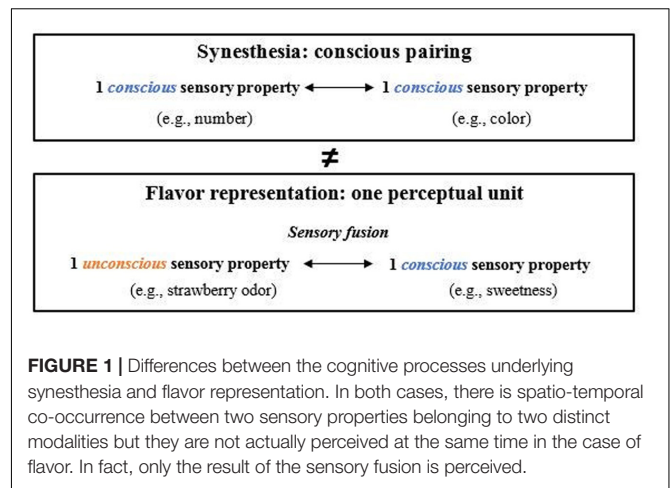 Synesthesia: conscious pairing
1 conscious sensory property ⟷ 1 conscious sensory property
(e.g., number) (e.g., color)
≠
Flavor representation: one perceptual unit
Sensory fusion
1 unconscious sensory property ⟷ 1 conscious sensory property
(e.g., strawberry odor) (e.g., sweetness)
FIGURE 1 | Differences between the cognitive processes underlying
synesthesia and flavor representation. In both cases, there is spatio-temporal
co-occurrence between two sensory properties belonging to two distinct
modalities but they are not actually perceived at the same time in the case of
flavor. In fact, only the result of the sensory fusion is perceived.